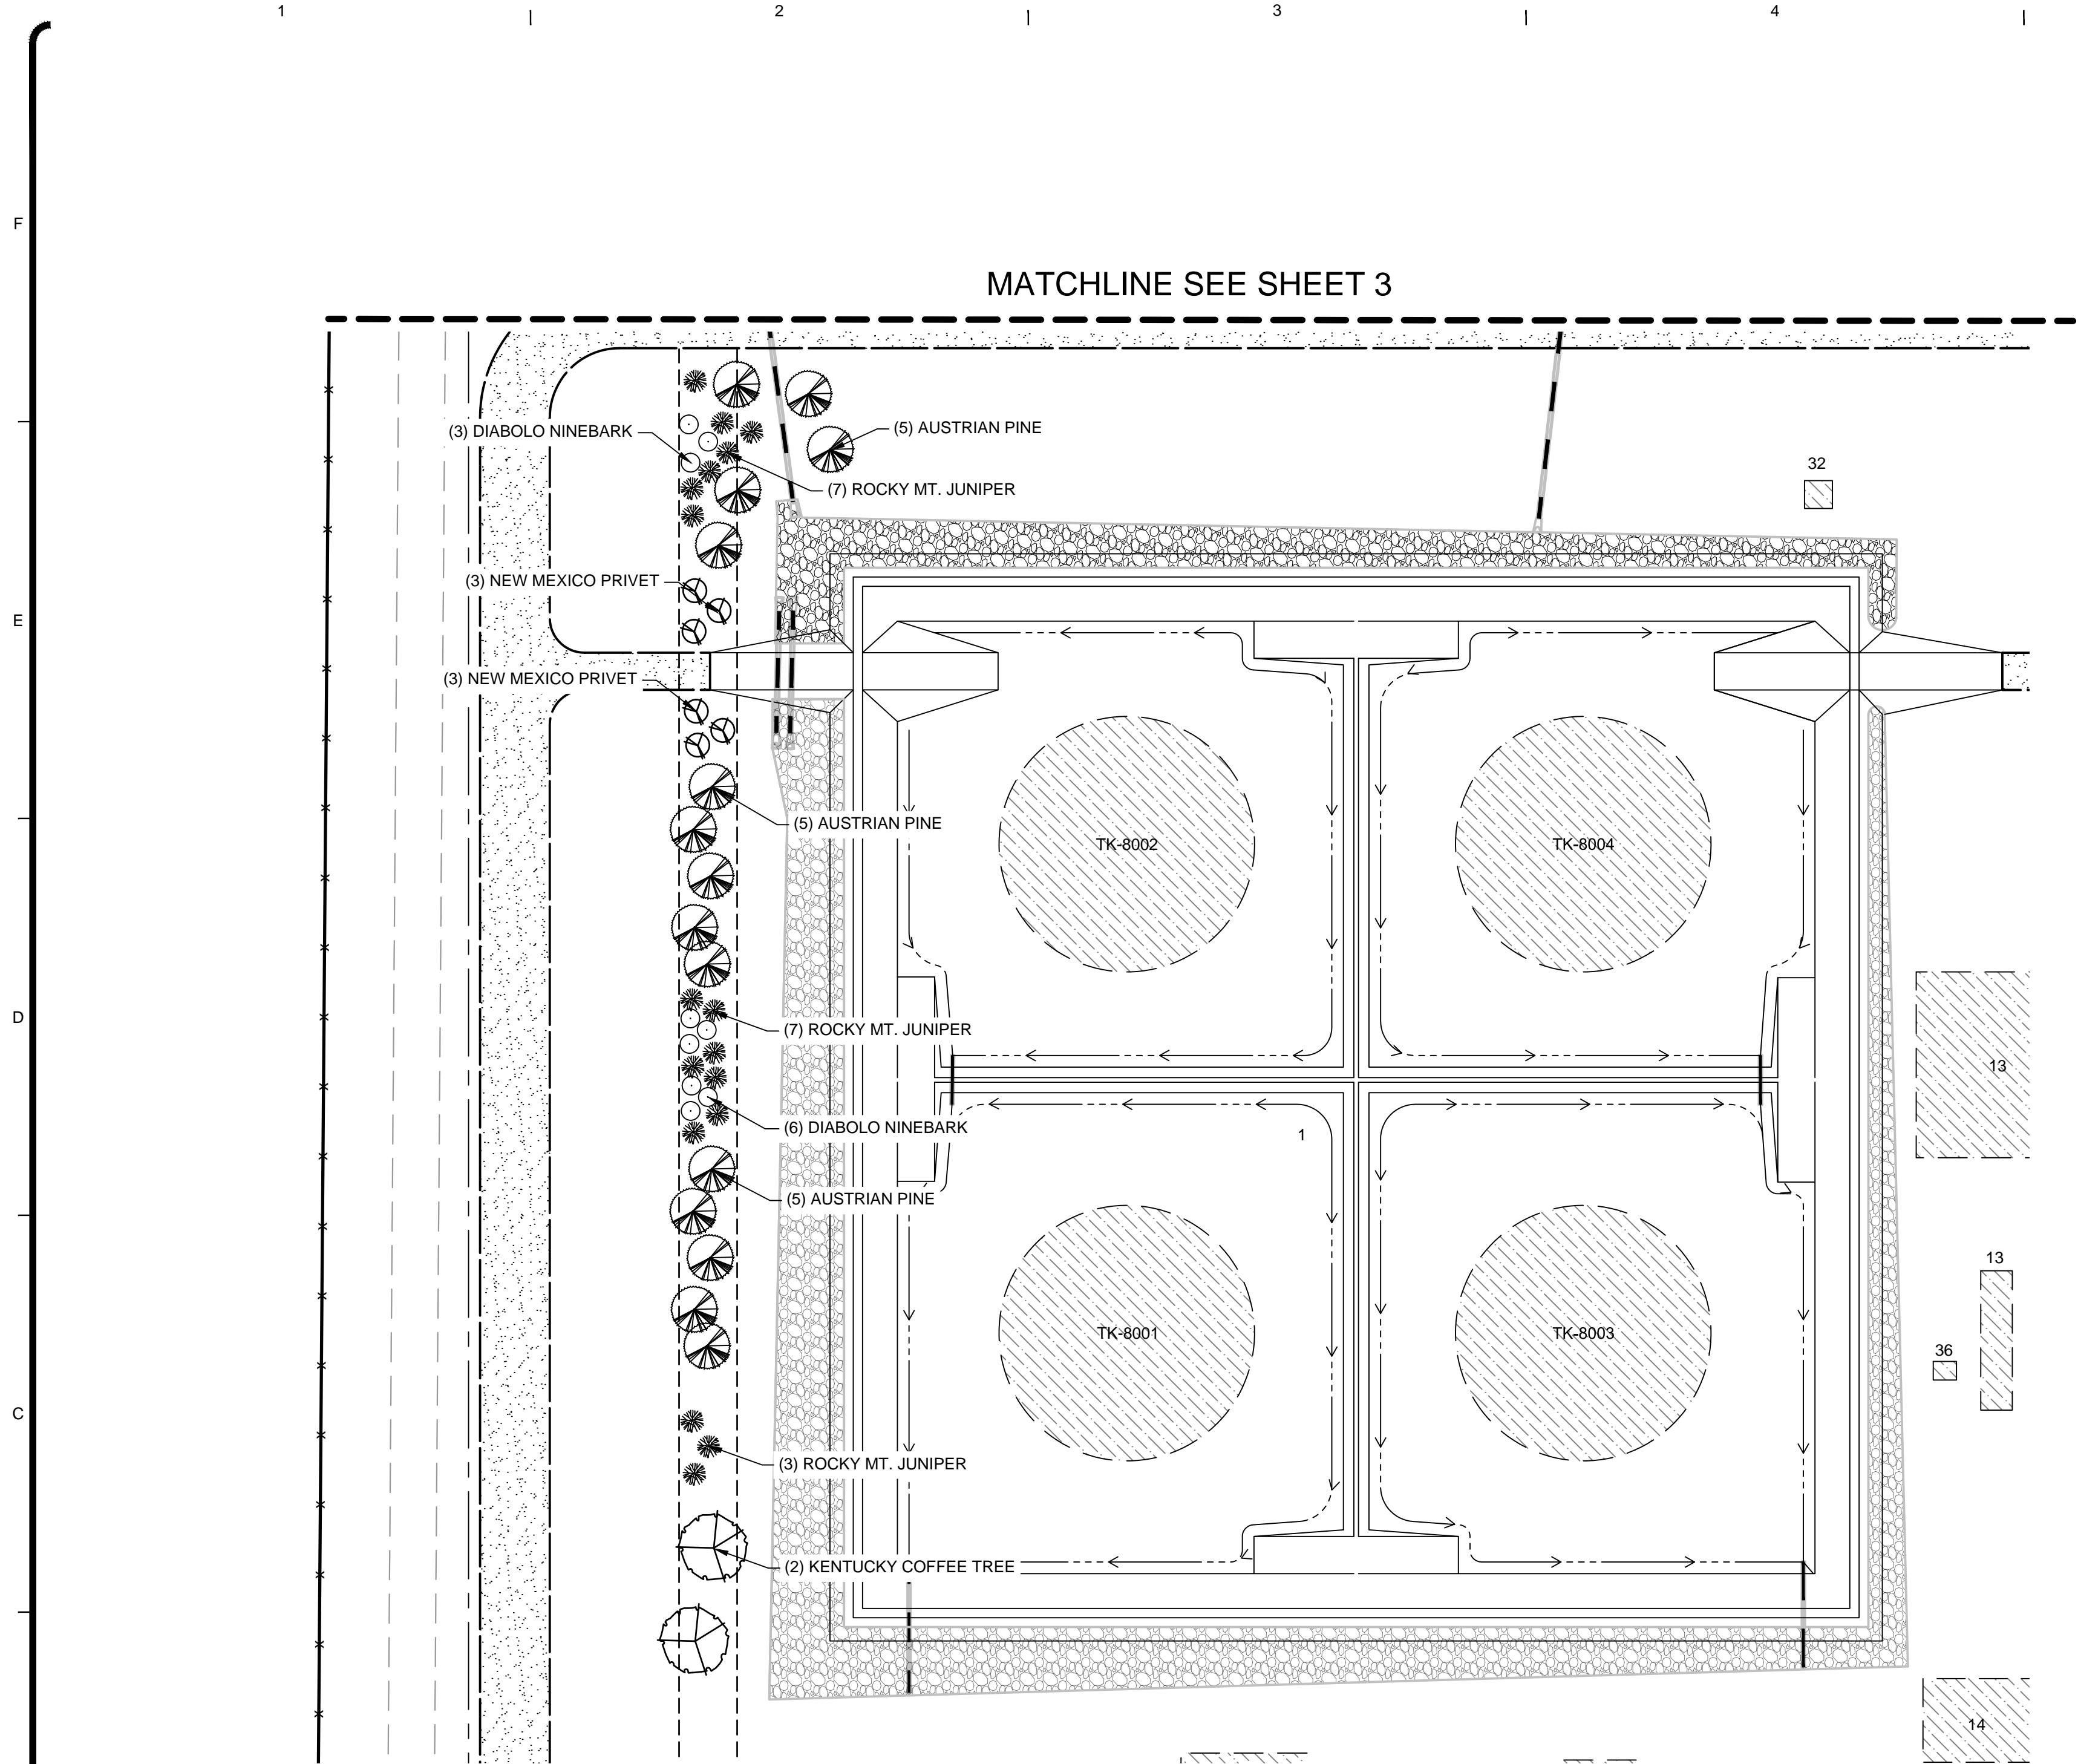 1
2
3
4
F
MATCHLINE SEE SHEET 3
(3) DIABOLO NINEBARK
(5) AUSTRIAN PINE
32
(7) ROCKY MT. JUNIPER
(3) NEW MEXICO PRIVET
E
(3) NEW MEXICO PRIVET
(5) AUSTRIAN PINE
TK-8002
TK-8004
D
(7) ROCKY MT. JUNIPER
13
(6) DIABOLO NINEBARK
1
(5) AUSTRIAN PINE
13
TK-8001
TK-8003
36
C
(3) ROCKY MT. JUNIPER
(2) KENTUCKY COFFEE TREE
14